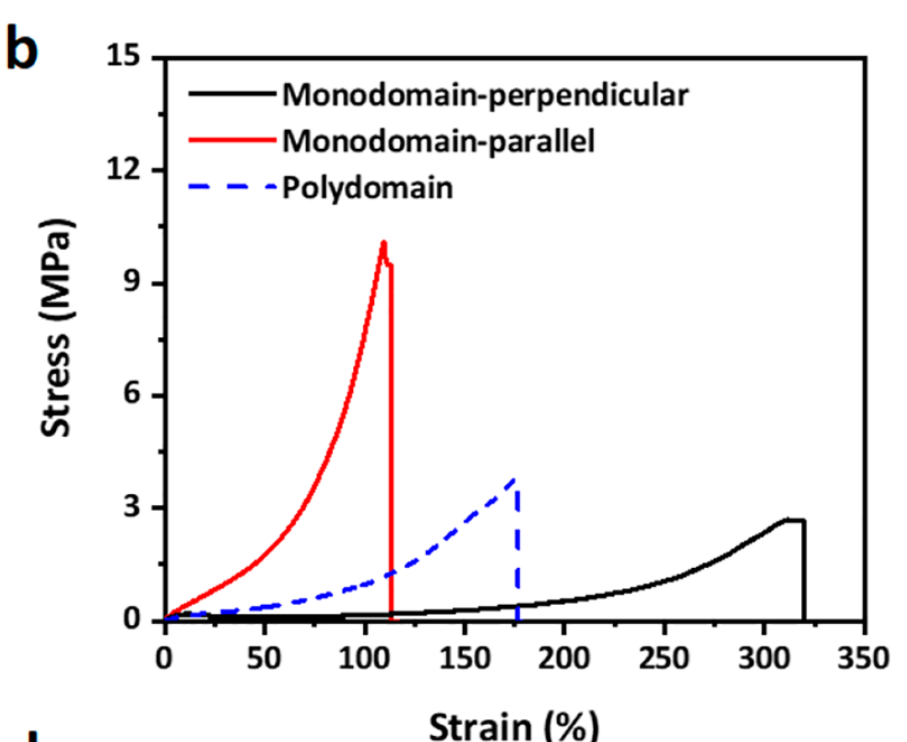 b
15
12
9
6
3
0
Stress (MPa)
Monodomain-perpendicular
Monodomain-parallel
Polydomain
0 50 100 150 200 250 300 350
Strain (%)